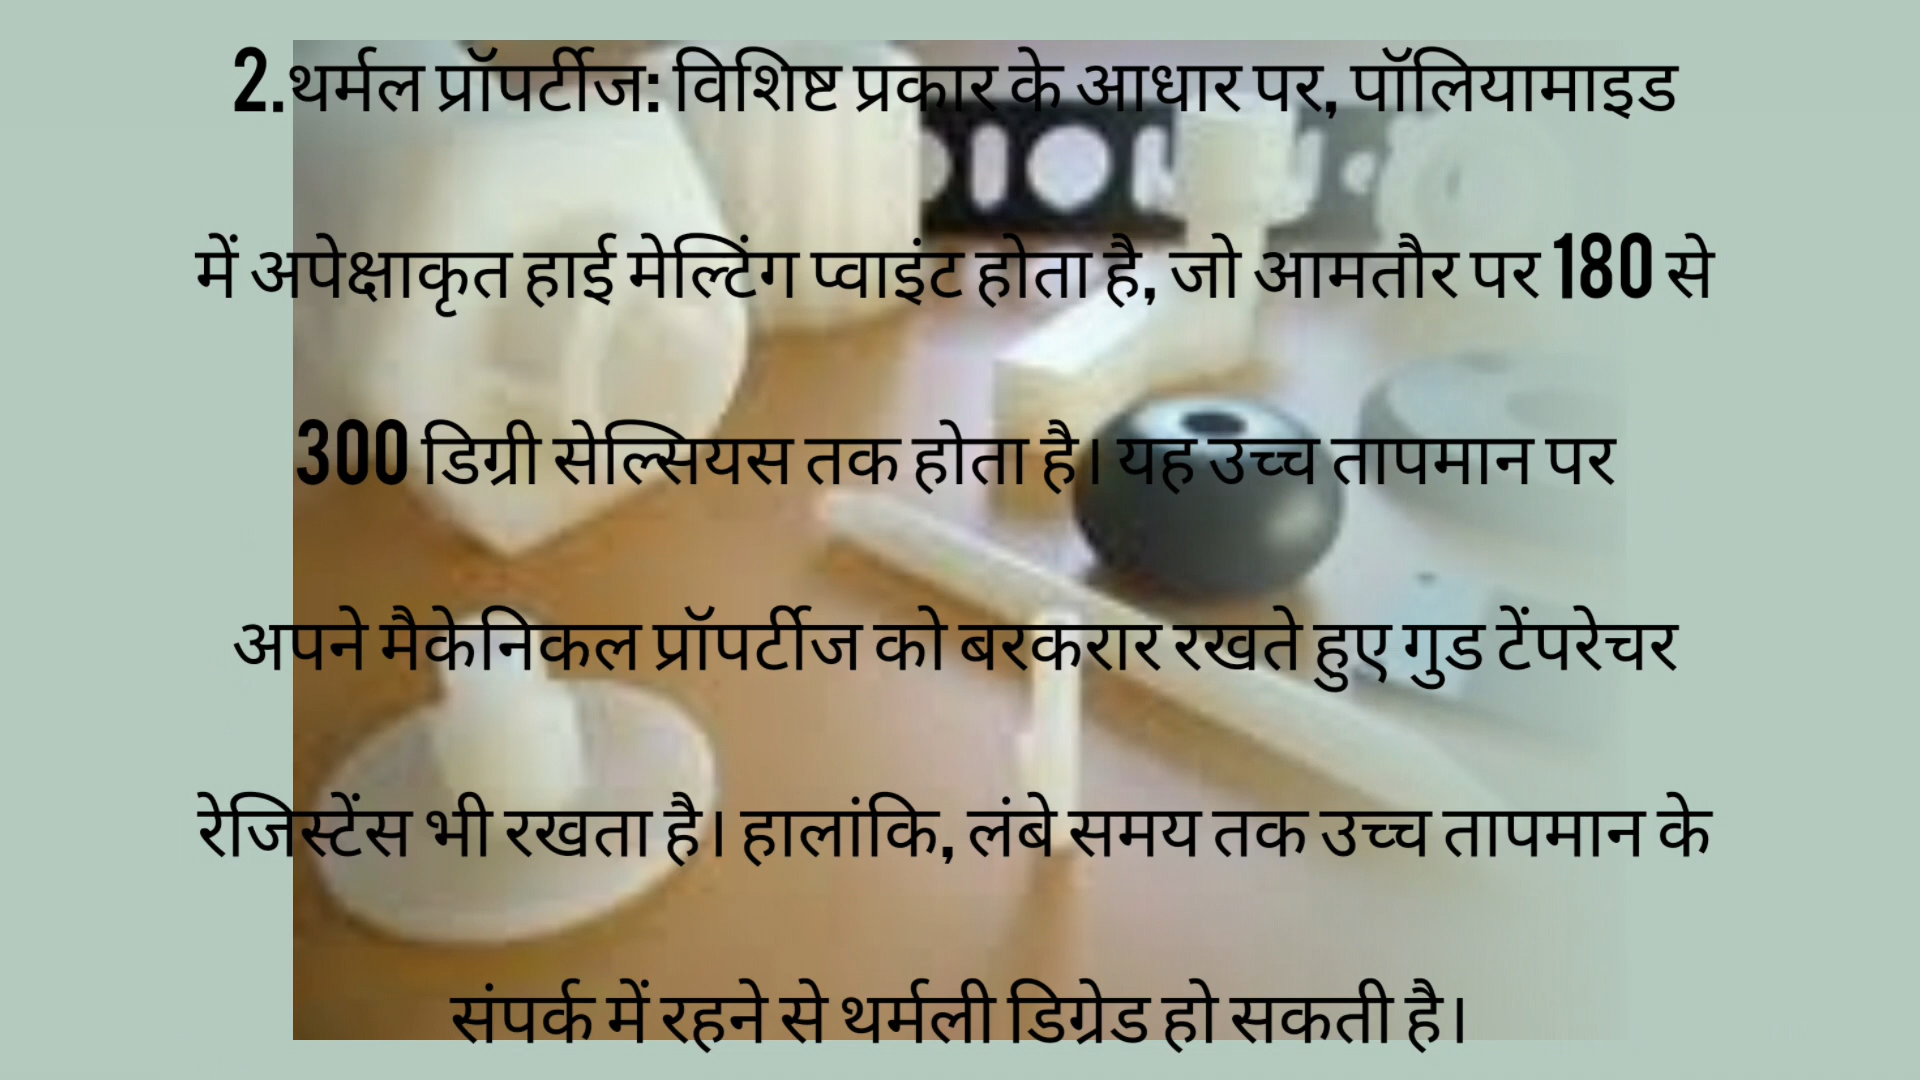 2.थर्मल प्रॉपर्टीज: विशिष्ट प्रकार के आधार पर, पॉलियामाइड
में अपेक्षाकृत हाई मेल्टिंग प्वाइंट होता है, जो आमतौर पर 180 से
300 डिग्री सेल्सियस तक होता है। यह उच्च तापमान पर
अपने मैकेनिकल प्रॉपर्टीज को बरकरार रखते हुए गुड टेंपरेचर
रेजिस्टेंस भी रखता है। हालांकि, लंबे समय तक उच्च तापमान के
संपर्क में रहने से थर्मली डिग्रेड हो सकती है।